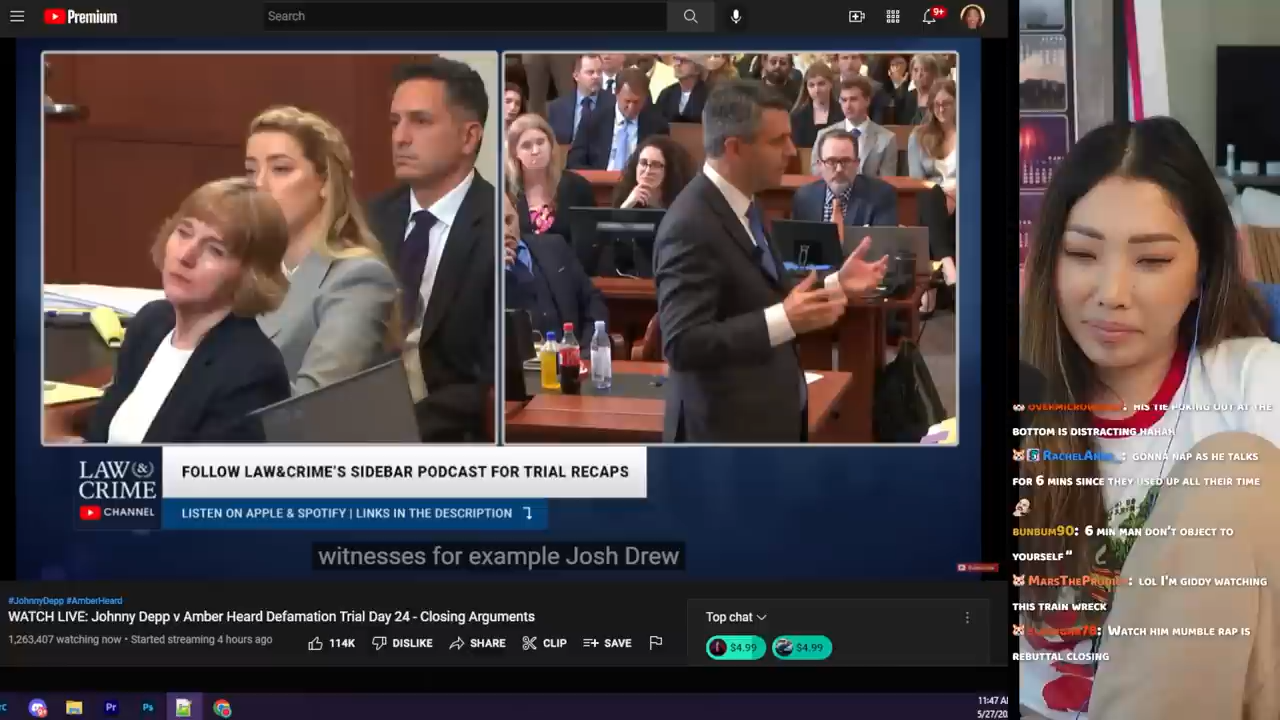 Premium
Search
9+
LAW&
CRIME
CHANNEL
FOLLOW LAW&CRIME'S SIDEBAR PODCAST FOR TRIAL RECAPS
LISTEN ON APPLE & SPOTIFY | LINKS IN THE DESCRIPTION
witnesses for example Josh Drew
#JohnnyDepp #AmberHeard
WATCH LIVE: Johnny Depp v Amber Heard Defamation Trial Day 24 - Closing Arguments
1,263,407 watching now • Started streaming 4 hours ago
114K
DISLIKE
SHARE
CLIP
SAVE
Top chat
$4.99
$4.99
: HIS TIE POKING OUT AT THE
BOTTOM IS DISTRACTING HAHAH
: GONNA NAP AS HE TALKS
FOR 6 MINS SINCE THEY USED UP ALL THEIR TIME
BUNBUM90: 6 MIN MAN DON'T OBJECT TO
YOURSELF "
: LOL I'M GIDDY WATCHING
THIS TRAIN WRECK
: WATCH HIM MUMBLE RAP IS
REBUTTAL CLOSING
Pr
Ps
11:47
5/27/20